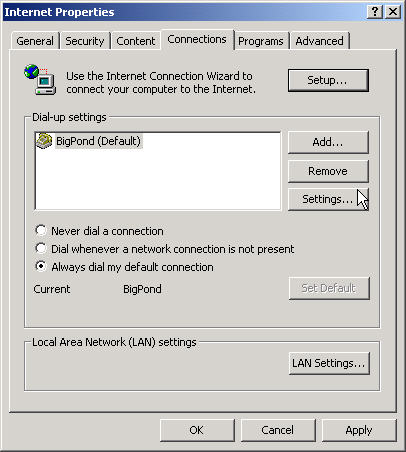 Internet Properties
General Security Content Connections Programs Advanced
Use the Internet Connection Wizard to
connect your computer to the Internet.
Setup...
Dial-up settings
BigPond (Default)
Add...
Remove
Settings...
Never dial a connection
Dial whenever a network connection is not present
Always dial my default connection
Current BigPond
Set Default
Local Area Network (LAN) settings
LAN Settings...
OK Cancel Apply